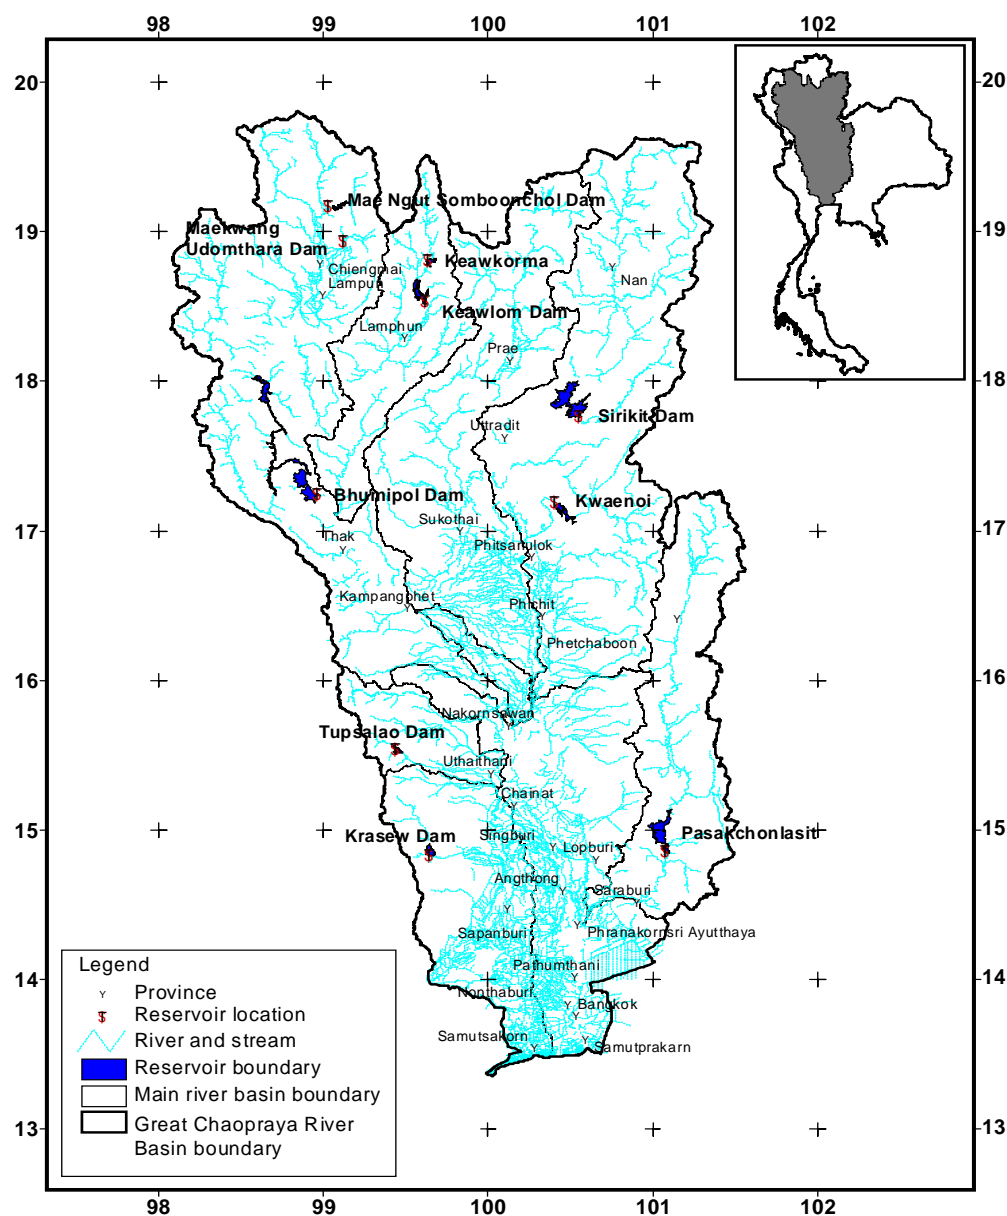 98 99 100 101 102
20 20
Mae Ngut Somboonchol Dam
19 19
Maekwang
Udomthara Dam
Keawkorma
Chiengmai
Lampun
Nan
Keawlom Dam
Lamphun
Prae
18 18
Sirikit Dam
Uttradit
Bhumipol Dam
Kwaenoi
Sukothai
17 17
Thak
Phitsanulok
Kampangphet
Phichit
Phetchaboon
16 16
Nakornsawan
Tupsalao Dam
Uthaithani
Chainat
15 15
Krasew Dam
Singburi
Pasakchonlasit
Lopburi
Angthong
Saraburi
Sapanburi
Phranakornsri Ayutthaya
Legend
Pathumthani
14 14
Province
Nonthaburi
Bangkok
Reservoir location
Samutsakorn
River and stream
Samutprakarn
Reservoir boundary
Main river basin boundary
Great Chaopraya River
Basin boundary
13 13
98 99 100 101 102